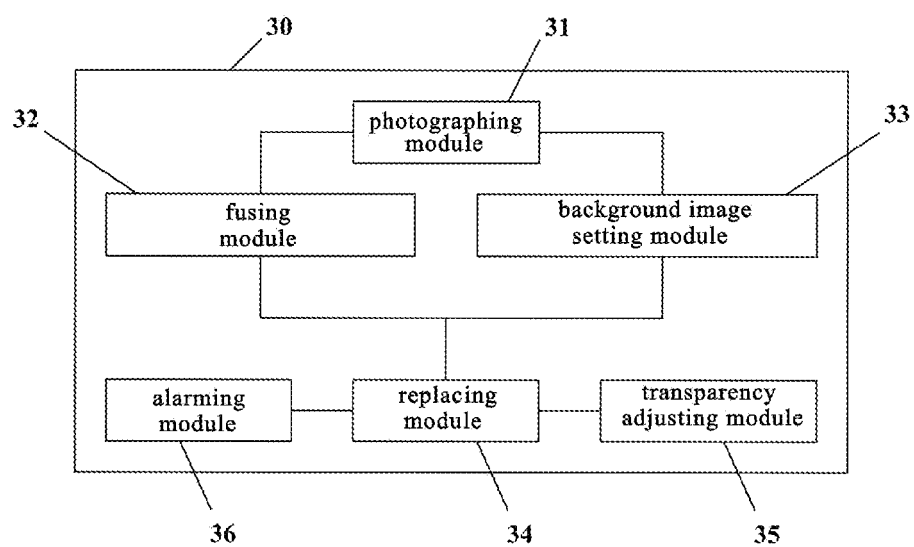 30
31
32
33
photographing
module
fusing
module
background image
setting module
alarming
module
replacing
module
transparency
adjusting module
36
34
35